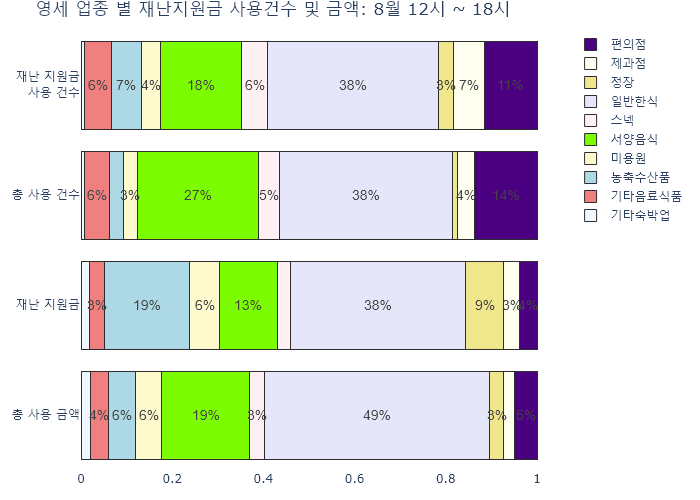 영세 업종 별 재난지원금 사용건수 및 금액: 8월 12시 ~ 18시
재난 지원금
사용 건수
6% 7% 4% 18% 6% 38% 3% 7% 11%
총 사용 건수
6% 3% 27% 5% 38% 4% 14%
재난 지원금
3% 19% 6% 13% 38% 9% 3% 4%
총 사용 금액
4% 6% 6% 19% 3% 49% 3% 5%
0 0.2 0.4 0.6 0.8 1
편의점
제과점
정장
일반한식
스넥
서양음식
미용원
농축수산품
기타음료식품
기타숙박업